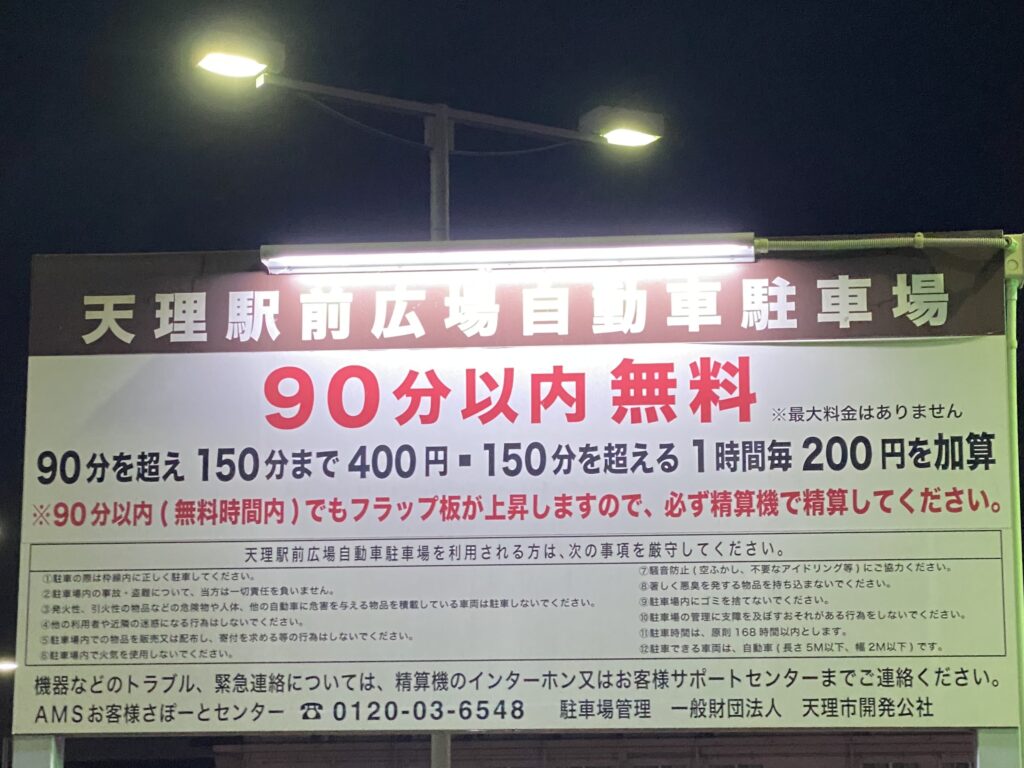 天理駅前広場自動車駐車場
90分以内 無料 ※最大料金はありません
90分を超え 150分まで 400円▪150分を超える 1時間毎 200円を加算
※90分以内(無料時間内)でもフラップ板が上昇しますので、必ず精算機で精算してください。
天理駅前広場自動車駐車場を利用される方は、次の事項を厳守してください。
①駐車の際は枠線内に正しく駐車してください。
②駐車場内の事故・盗難について、当方は一切責任を負いません。
③発火性、引火性の物品などの危険物や人体、他の自動車に危害を与える物品を積載している車両は駐車しないでください。
④他の利用者や近隣の迷惑になる行為はしないでください。
⑤駐車場内での物品を販売又は配布し、寄付を求める等の行為はしないでください。
⑥駐車場内で火気を使用しないでください。
⑦騒音防止(空ふかし、不要なアイドリング等)にご協力ください。
⑧著しく悪臭を発する物品を持ち込まないでください。
⑨駐車場内にゴミを捨てないでください。
⑩駐車場の管理に支障を及ぼすおそれがある行為をしないでください。
⑪駐車時間は、原則168時間以内とします。
⑫駐車できる車両は、自動車(長さ5M以下、幅2M以下)です。
機器などのトラブル、緊急連絡については、精算機のインターホン又はお客様サポートセンターまでご連絡ください。
AMSお客様さぽーとセンター ☎0120-03-6548 駐車場管理 一般財団法人 天理市開発公社